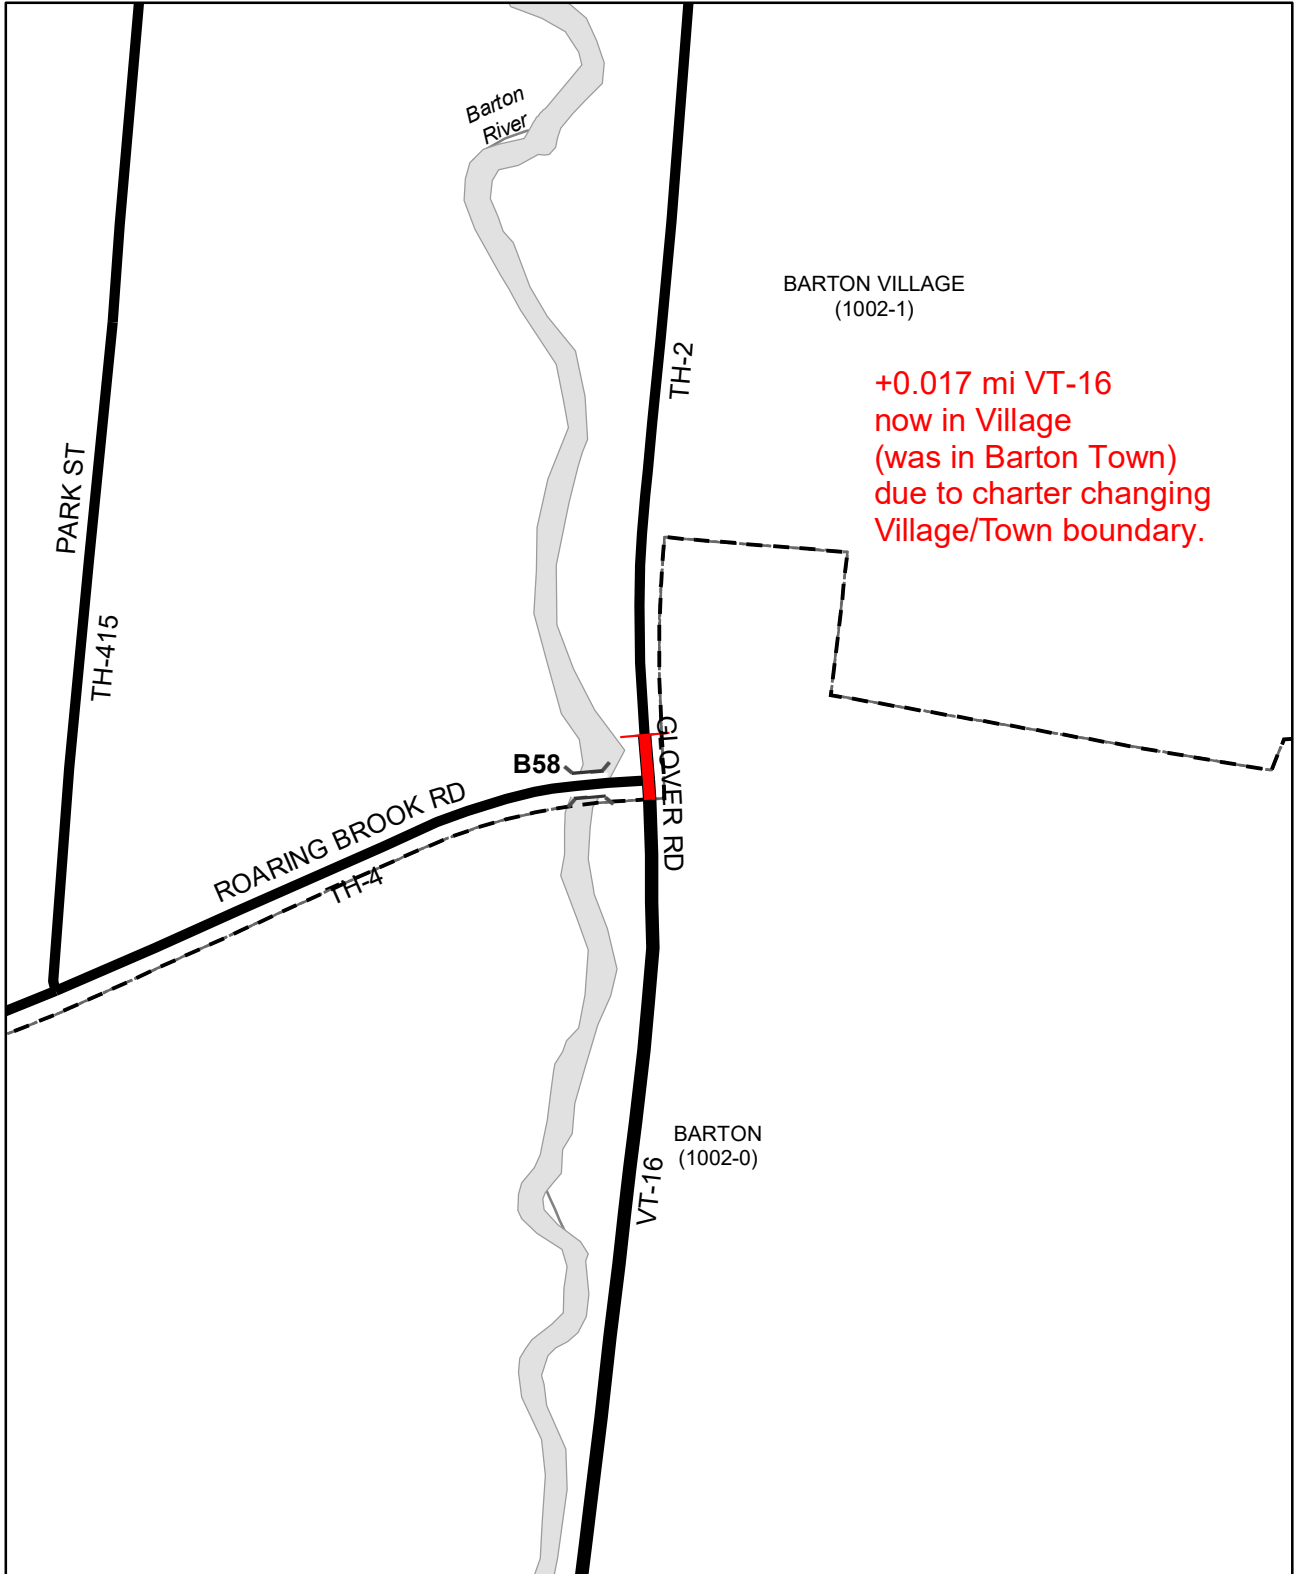 Barton
River
BARTON VILLAGE
(1002-1)
TH-2
+0.017 mi VT-16
now in Village
(was in Barton Town)
due to charter changing
Village/Town boundary.
PARK ST
TH-415
GLOVER RD
B58
ROARING BROOK RD
TH-4
BARTON
(1002-0)
VT-16